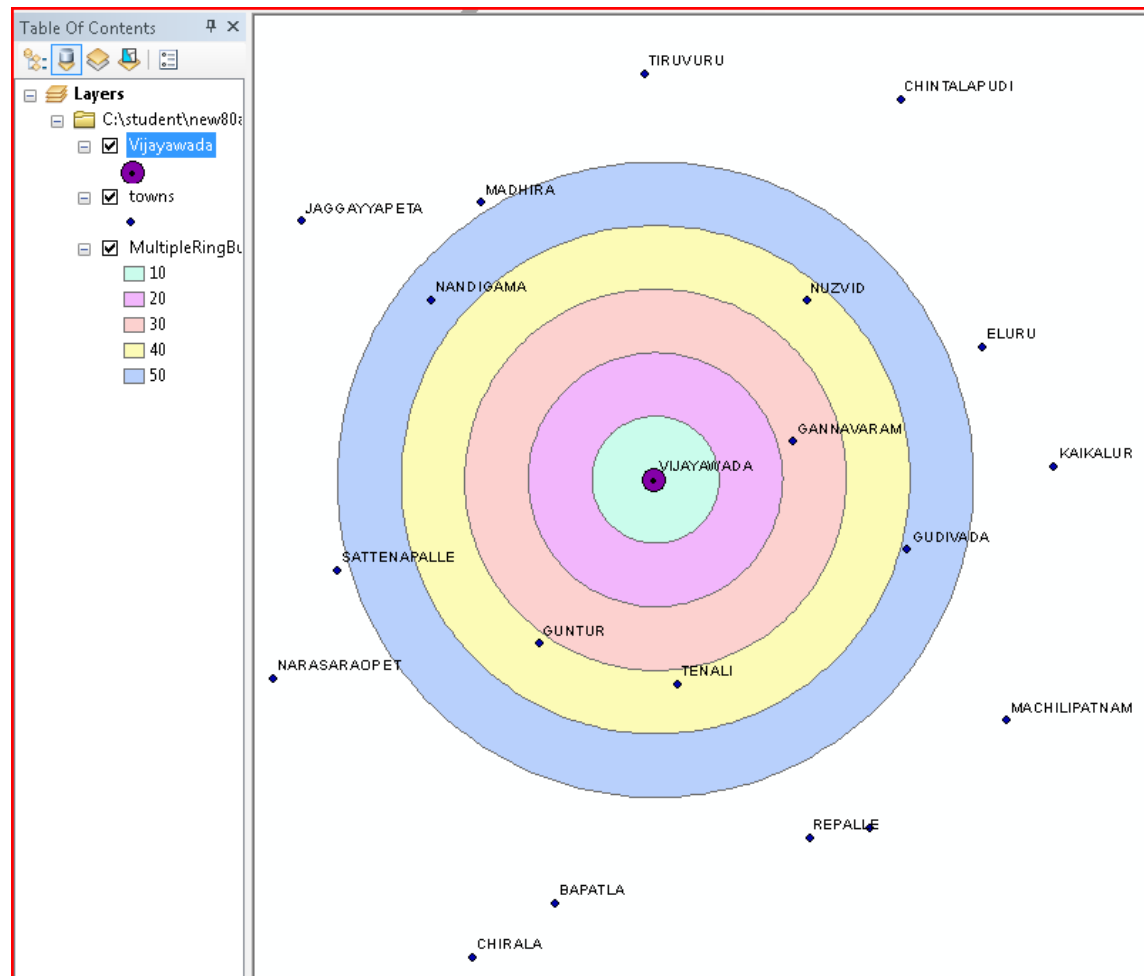 Table Of Contents
Layers
C:\student\new80a
Vijayawada
towns
MultipleRingBu
10
20
30
40
50
TIRUVURU
CHINTALAPUDI
MADHIRA
JAGGAYYAPETA
NANDIGAMA
NUZVID
ELURU
GANNAVARAM
KAIKALUR
VIJAYAWADA
GUDIVADA
SATTENAPALLE
GUNTUR
NARASARAOPET
TENALI
MACHILIPATNAM
REPALLE
BAPATLA
CHIRALA